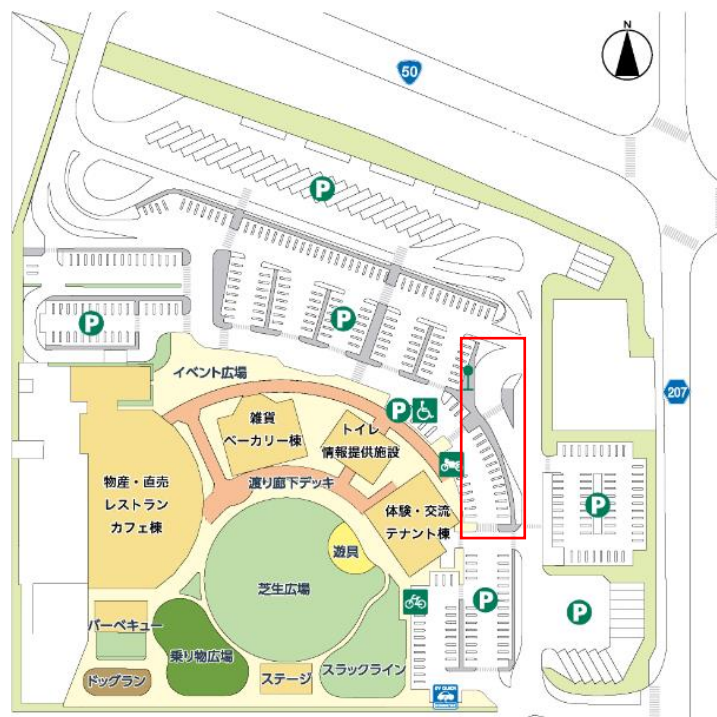 N
50
P
P
P
イベント広場
207
雑貨
ベーカリー棟
P
トイレ
情報提供施設
物産・直売
レストラン
カフェ棟
渡り廊下デッキ
体験・交流
テナント棟
P
遊具
芝生広場
P
P
バーベキュー
乗り物広場
ドッグラン
ステージ
スラックライン
EV QUICK